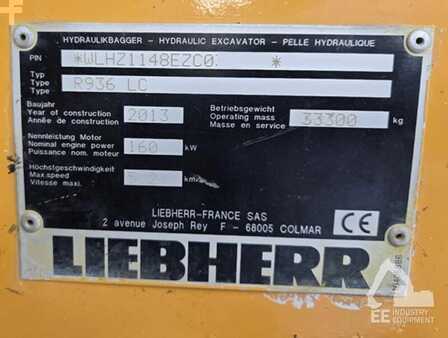 HYDRAULIKBAGGER - HYDRAULIC EXCAVATOR - PELLE HYDRAULIQUE
PIN *WLHZ1148EZC0 *
Typ
Type R936 LC
Type
Baujahr
Year of construction 2013
Année de construction
Betriebsgewicht
Operating mass 33300 kg
Masse en service
Nennleistung Motor
Nominal engine power 160 kW
Puissance nom. moteur
Höchstgeschwindigkeit
Max.speed km/h
Vitesse maxi.
LIEBHERR-FRANCE SAS
2 avenue Joseph Rey F - 68005 COLMAR
CE
LIEBHERR
EE INDUSTRY
EQUIPMENT